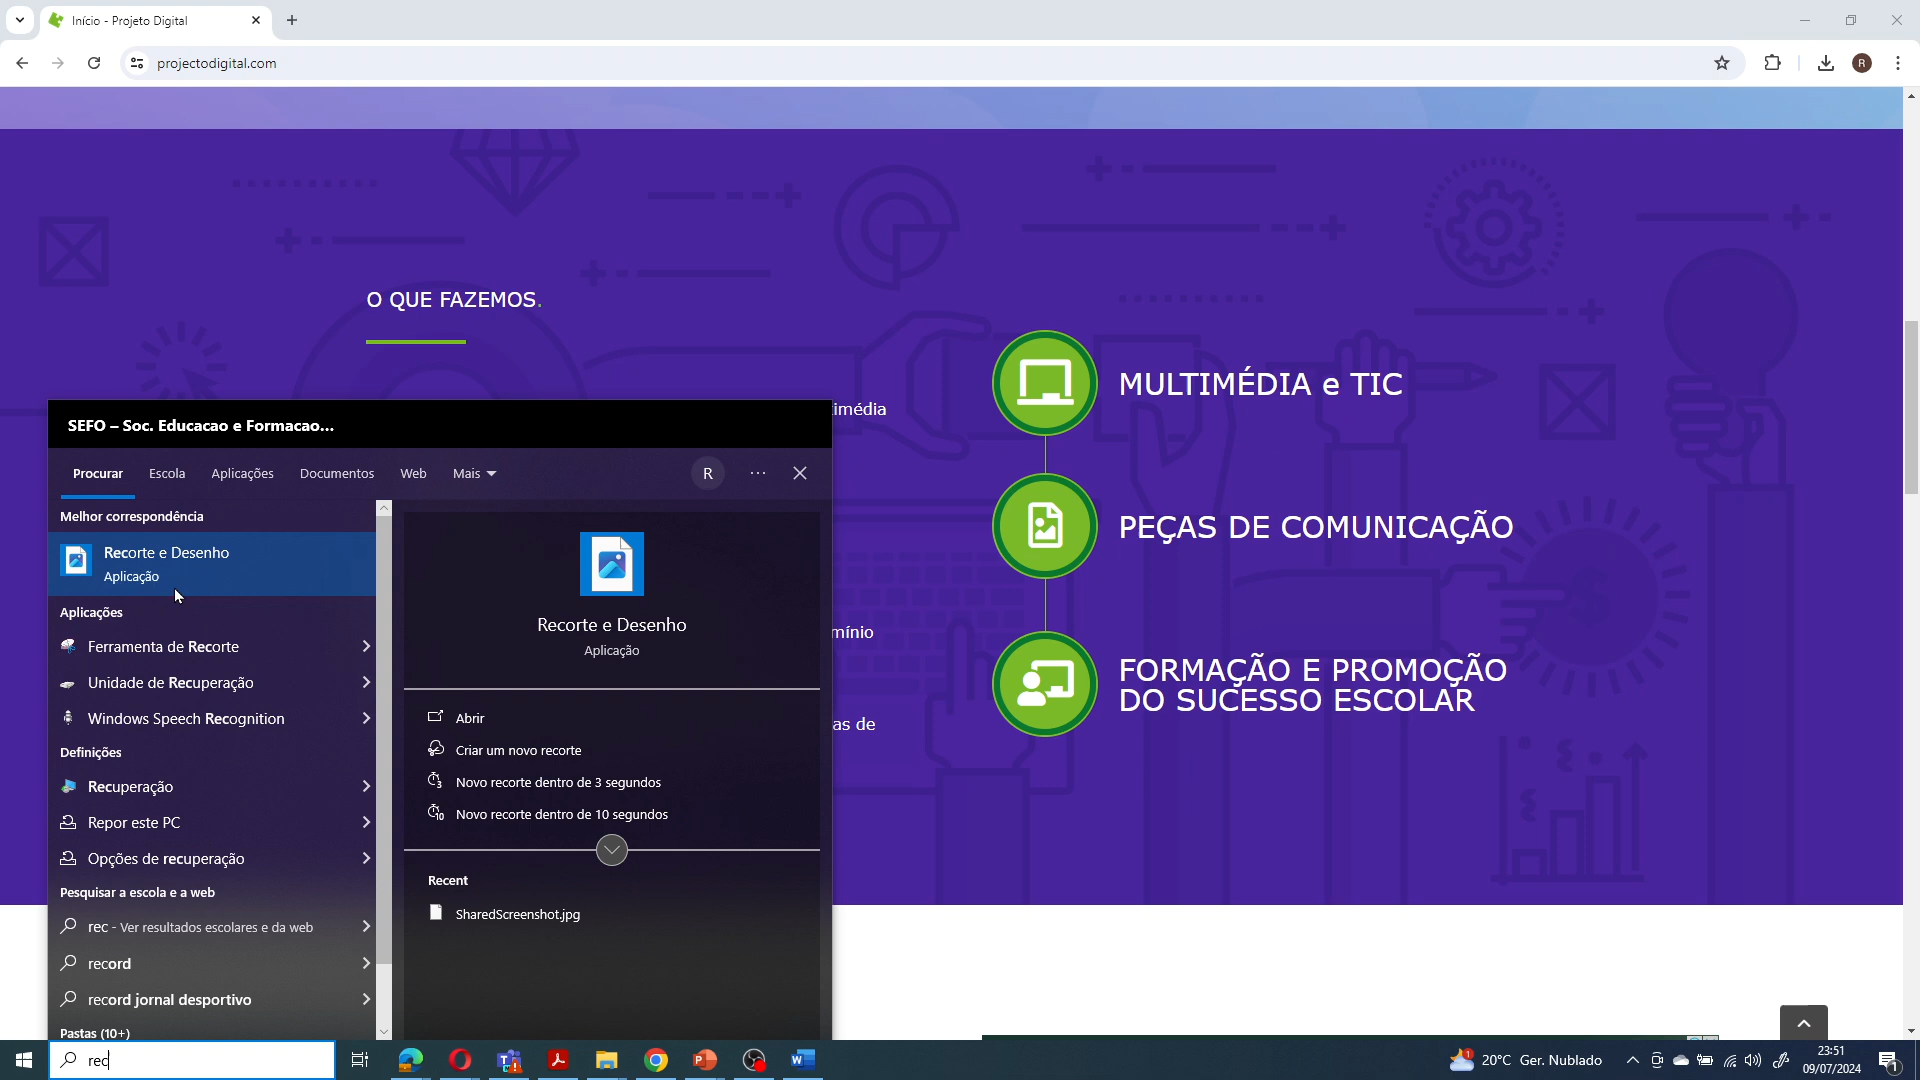 Início - Projeto Digital
projectodigital.com
R
O QUE FAZEMOS.
MULTIMÉDIA e TIC
imédia
PEÇAS DE COMUNICAÇÃO
mínio
FORMAÇÃO E PROMOÇÃO
DO SUCESSO ESCOLAR
as de
SEFO – Soc. Educacao e Formacao...
Procurar Escola Aplicações Documentos Web Mais R
Melhor correspondência
Recorte e Desenho
Aplicação
Aplicações
Ferramenta de Recorte
Unidade de Recuperação
Windows Speech Recognition
Definições
Recuperação
Repor este PC
Opções de recuperação
Pesquisar a escola e a web
rec - Ver resultados escolares e da web
record
record jornal desportivo
Pastas (10+)
Recorte e Desenho
Aplicação
Abrir
Criar um novo recorte
Novo recorte dentro de 3 segundos
Novo recorte dentro de 10 segundos
Recent
SharedScreenshot.jpg
rec
20°C Ger. Nublado
23:51
09/07/2024